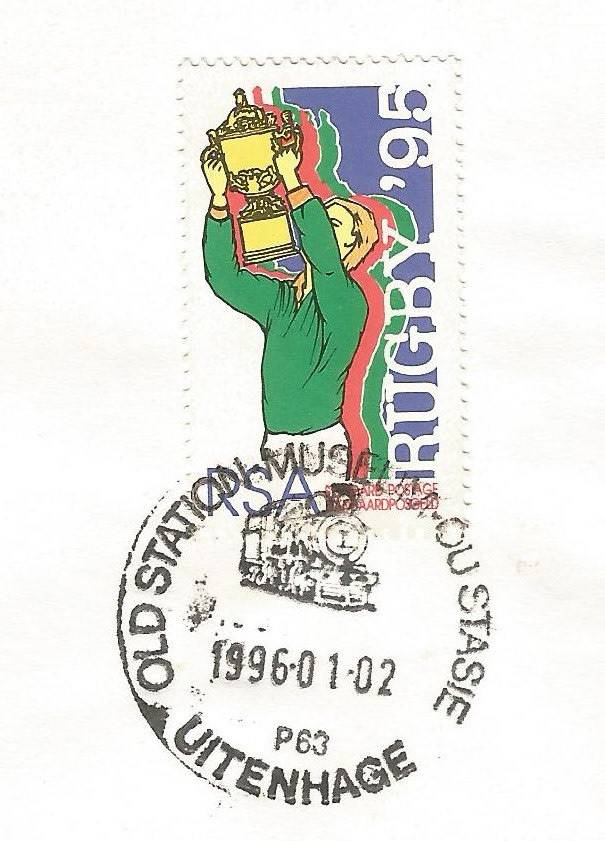 RUGBY '95
RSA
STANDARD POSTAGE
STANDAARDPOSGELD
OLD STATION MUSEUM OU STASIE
1996-01-02
P63
UITENHAGE